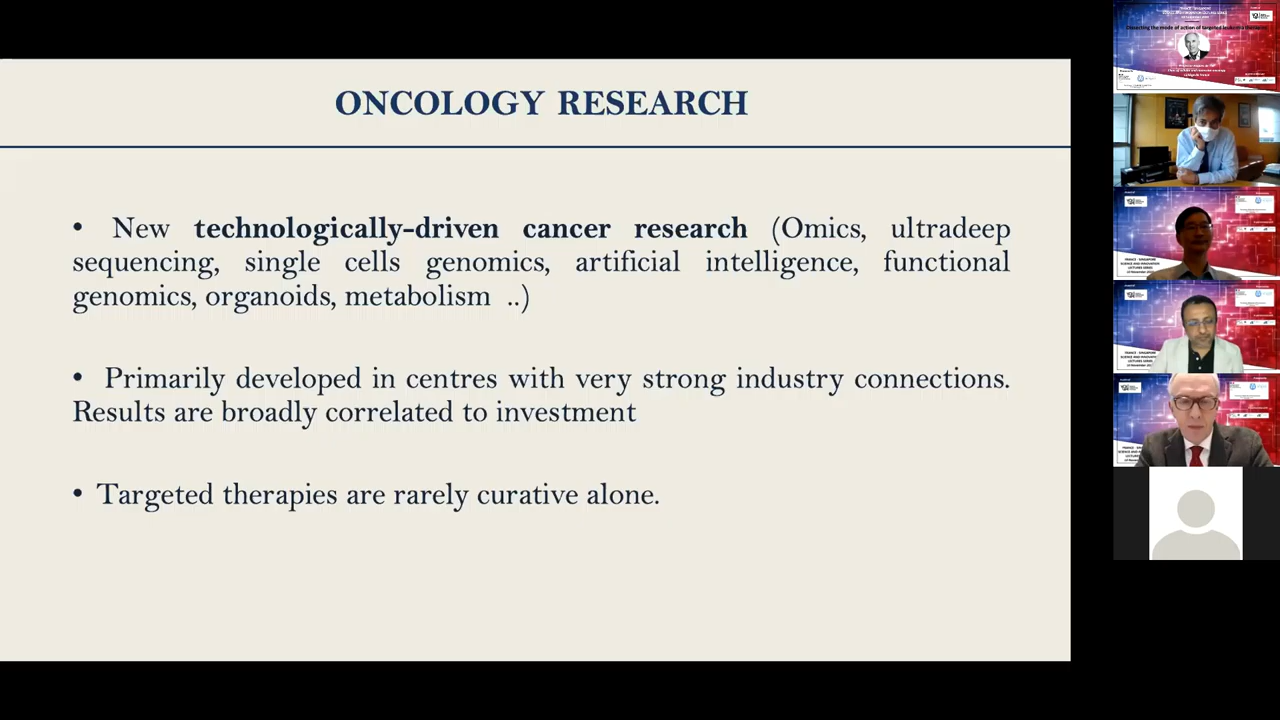 ONCOLOGY RESEARCH
• New technologically-driven cancer research (Omics, ultradeep
sequencing, single cells genomics, artificial intelligence, functional
genomics, organoids, metabolism ..)
• Primarily developed in centres with very strong industry connections.
Results are broadly correlated to investment
• Targeted therapies are rarely curative alone.